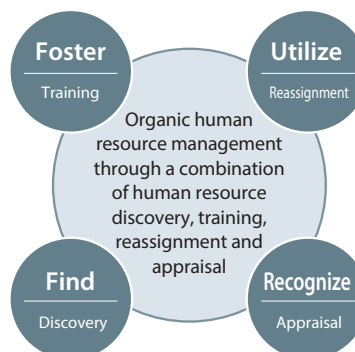 Foster
Training
Utilize
Reassignment
Organic human
resource management
through a combination
of human resource
discovery, training,
reassignment and
appraisal
Find
Discovery
Recognize
Appraisal